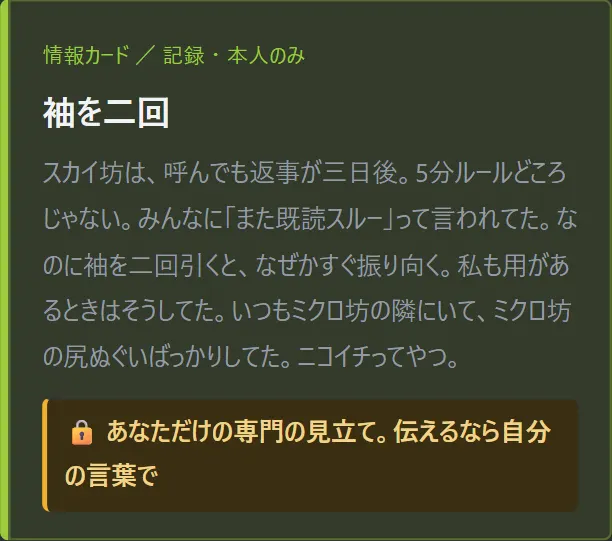 情報カード ／ 記録 · 本人のみ
袖を二回
スカイ坊は、呼んでも返事が三日後。5分ルールどころ
じゃない。みんなに「また既読スルー」って言われてた。な
のに袖を二回引くと、なぜかすぐ振り向く。私も用があ
るときはそうしてた。いつもミクロ坊の隣にいて、ミクロ坊
の尻ぬぐいばっかりしてた。ニコイチってやつ。
🔒 あなただけの専門の見立て。伝えるなら自分
の言葉で